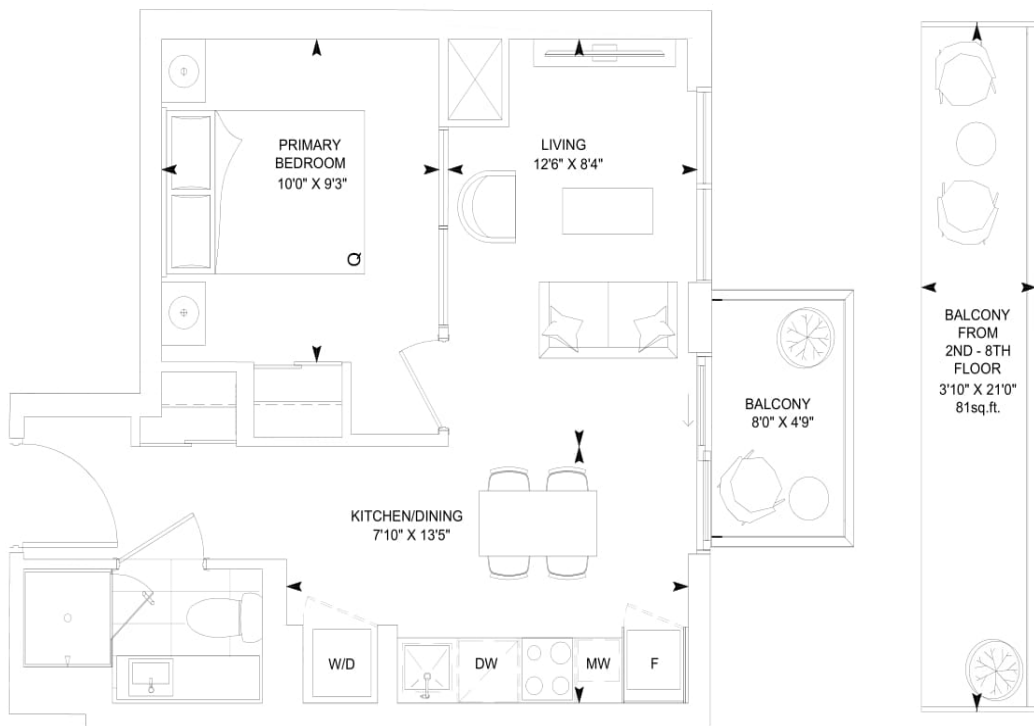 PRIMARY
BEDROOM
10'0" X 9'3"
Q
LIVING
12'6" X 8'4"
BALCONY
8'0" X 4'9"
KITCHEN/DINING
7'10" X 13'5"
W/D
DW
MW
F
BALCONY
FROM
2ND - 8TH
FLOOR
3'10" X 21'0"
81sq.ft.